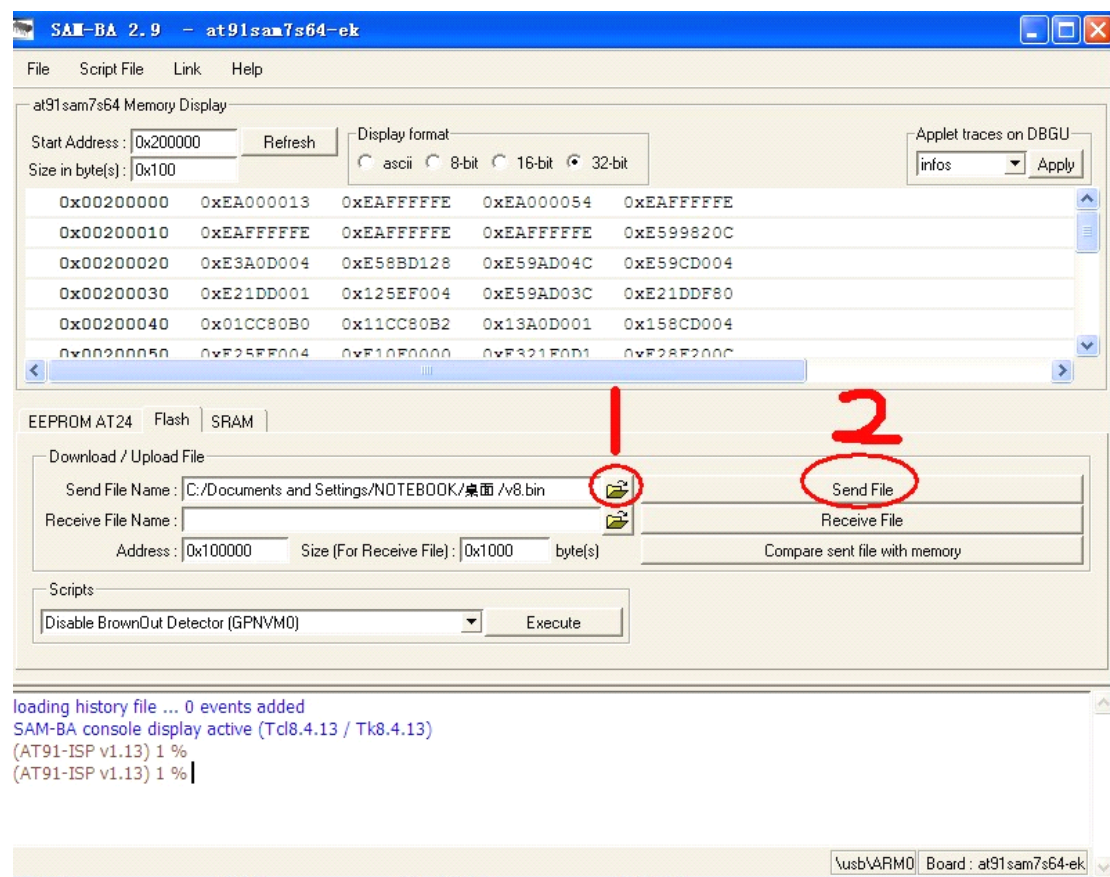 SAM-BA 2.9 - at91sam7s64-ek
File Script File Link Help
at91sam7s64 Memory Display
Start Address : 0x200000 Refresh
Size in byte(s) : 0x100
Display format
ascii 8-bit 16-bit 32-bit
Applet traces on DBGU
infos Apply
0x00200000 0xEA000013 0xEAFFFFFE 0xEA000054 0xEAFFFFFE
0x00200010 0xEAFFFFFE 0xEAFFFFFE 0xEAFFFFFE 0xE599820C
0x00200020 0xE3A0D004 0xE58BD128 0xE59AD04C 0xE59CD004
0x00200030 0xE21DD001 0x125EF004 0xE59AD03C 0xE21DDF80
0x00200040 0x01CC80B0 0x11CC80B2 0x13A0D001 0x158CD004
0x00200050 0xE25EF004 0xE10F0000 0xE321F0D1 0xE28F200C
1 2
EEPROM AT24 Flash SRAM
Download / Upload File
Send File Name : C:/Documents and Settings/NOTEBOOK/桌面 /v8.bin Send File
Receive File Name : Receive File
Address : 0x100000 Size (For Receive File) : 0x1000 byte(s) Compare sent file with memory
Scripts
Disable BrownOut Detector (GPNVM0) Execute
loading history file ... 0 events added
SAM-BA console display active (Tcl8.4.13 / Tk8.4.13)
(AT91-ISP v1.13) 1 %
(AT91-ISP v1.13) 1 %
\usb\ARM0 Board : at91sam7s64-ek